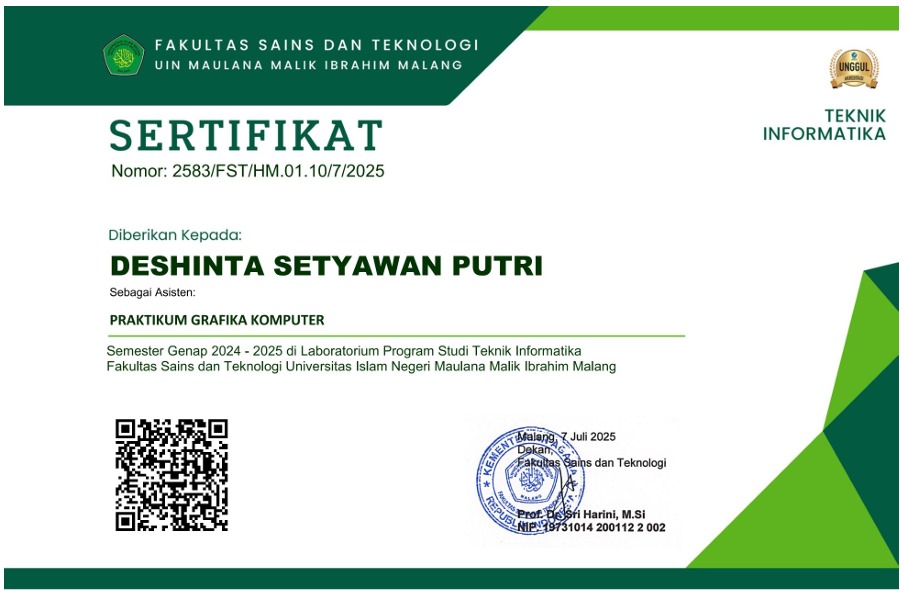 FAKULTAS SAINS DAN TEKNOLOGI
UIN MAULANA MALIK IBRAHIM MALANG
UNGGUL
TEKNIK
INFORMATIKA
SERTIFIKAT
Nomor: 2583/FST/HM.01.10/7/2025
Diberikan Kepada:
DESHINTA SETYAWAN PUTRI
Sebagai Asisten:
PRAKTIKUM GRAFIKA KOMPUTER
Semester Genap 2024 - 2025 di Laboratorium Program Studi Teknik Informatika
Fakultas Sains dan Teknologi Universitas Islam Negeri Maulana Malik Ibrahim Malang
Malang, 7 Juli 2025
Dekan,
Fakultas Sains dan Teknologi
MALANG
REPUBLIK INDONESIA
Prof. Dr. Sri Harini, M.Si
NIP. 19731014 200112 2 002